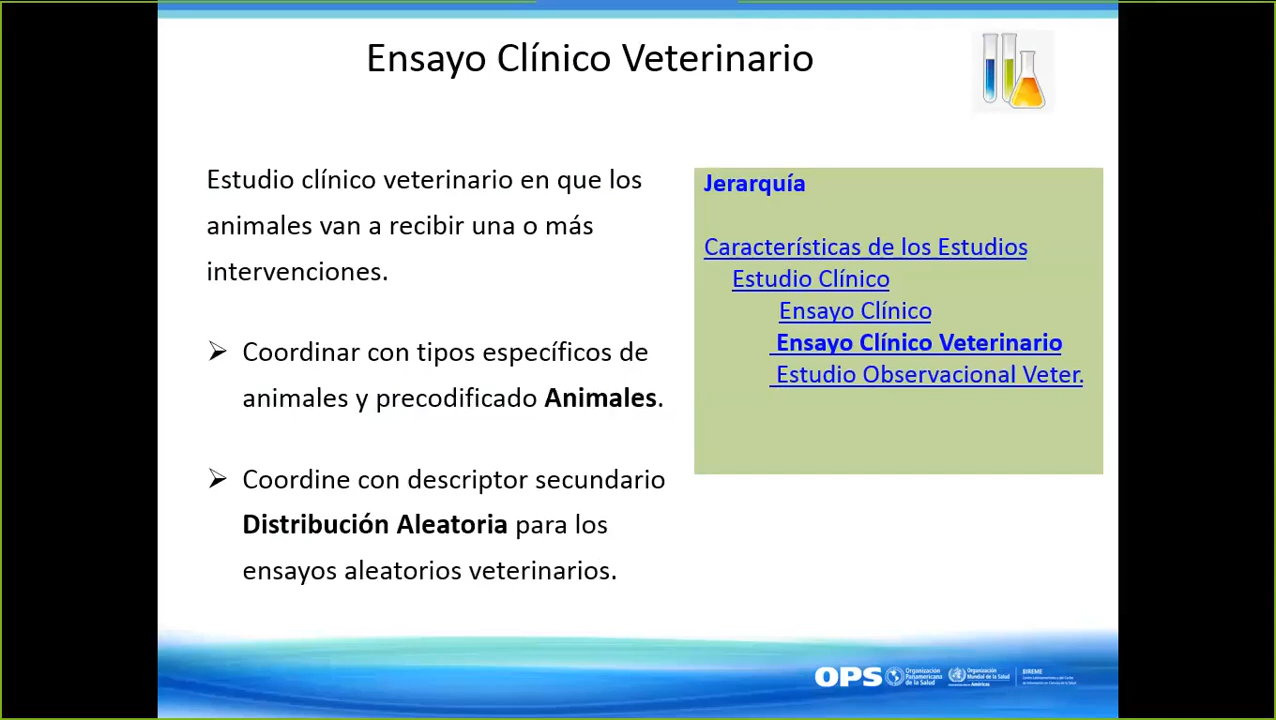 Ensayo Clínico Veterinario
Estudio clínico veterinario en que los
animales van a recibir una o más
intervenciones.
➢ Coordinar con tipos específicos de
animales y precodificado Animales.
➢ Coordine con descriptor secundario
Distribución Aleatoria para los
ensayos aleatorios veterinarios.
Jerarquía
Características de los Estudios
Estudio Clínico
Ensayo Clínico
Ensayo Clínico Veterinario
Estudio Observacional Veter.
OPS
Organización
Panamericana
de la Salud
Organización
Mundial de la Salud
Américas
BIREME